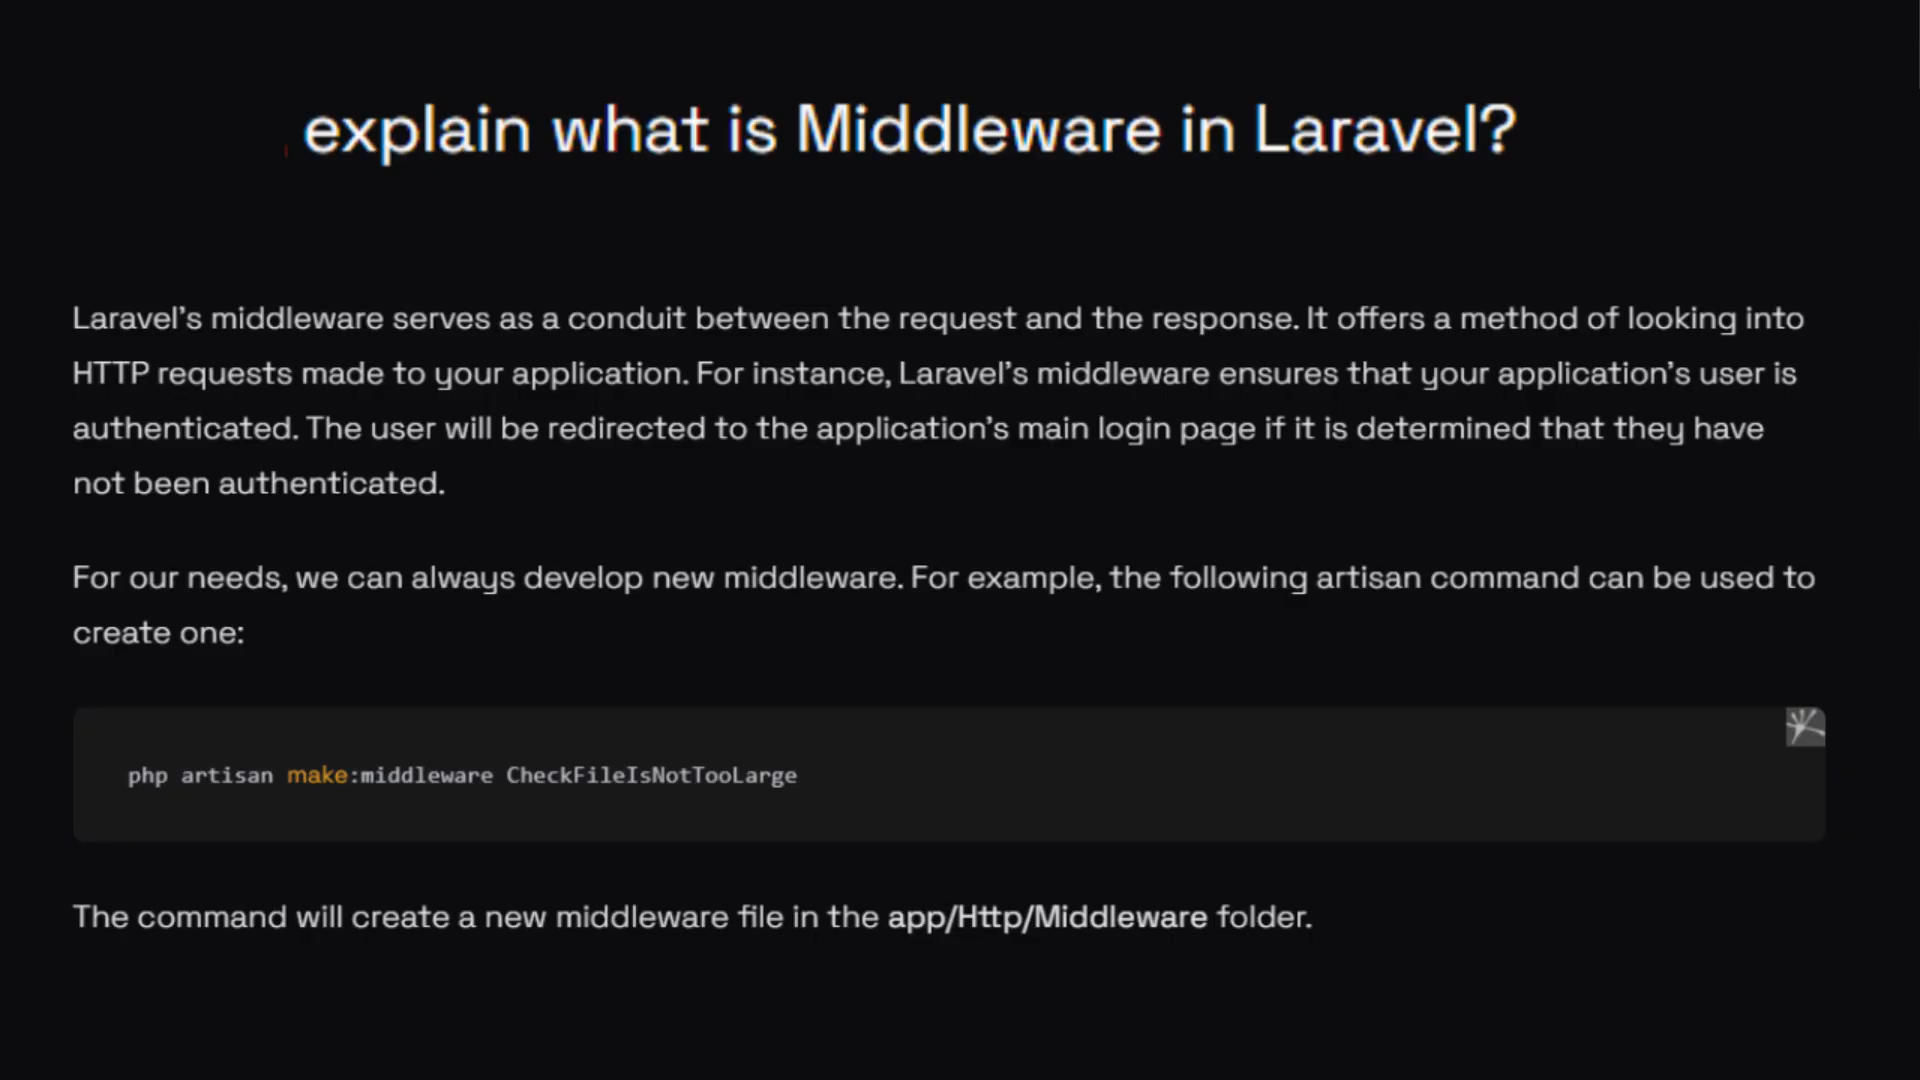 explain what is Middleware in Laravel?
Laravel’s middleware serves as a conduit between the request and the response. It offers a method of looking into
HTTP requests made to your application. For instance, Laravel’s middleware ensures that your application’s user is
authenticated. The user will be redirected to the application’s main login page if it is determined that they have
not been authenticated.
For our needs, we can always develop new middleware. For example, the following artisan command can be used to
create one:
php artisan make:middleware CheckFileIsNotTooLarge
The command will create a new middleware file in the app/Http/Middleware folder.